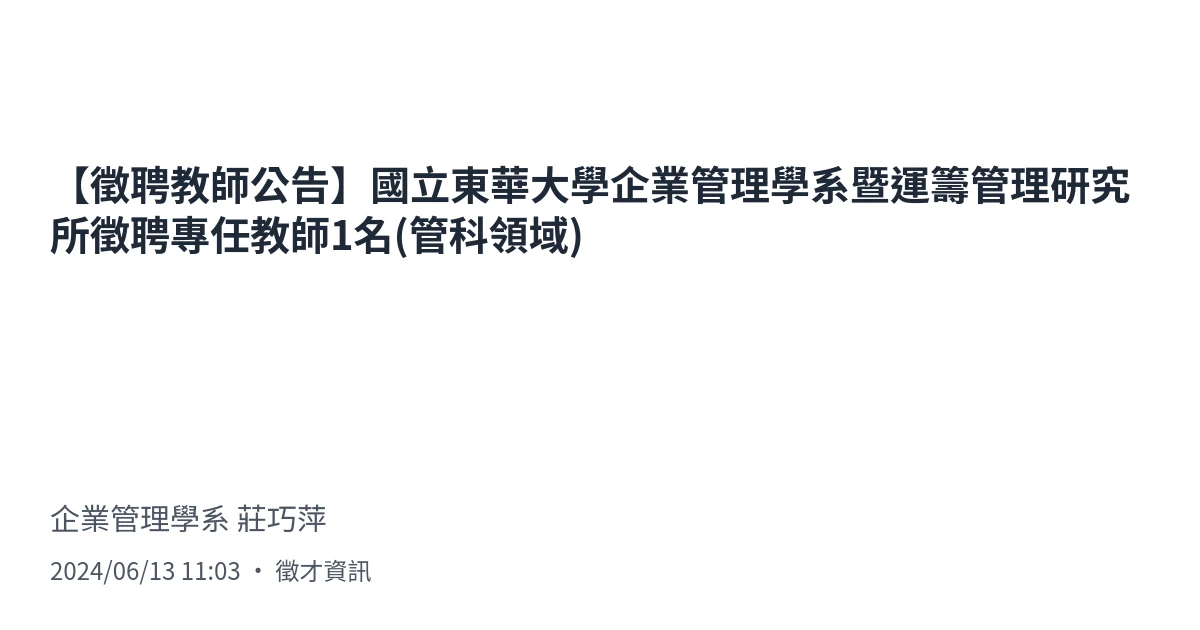 【徵聘教師公告】國立東華大學企業管理學系暨運籌管理研究
所徵聘專任教師1名(管科領域)
企業管理學系 莊巧萍
2024/06/13 11:03 • 徵才資訊